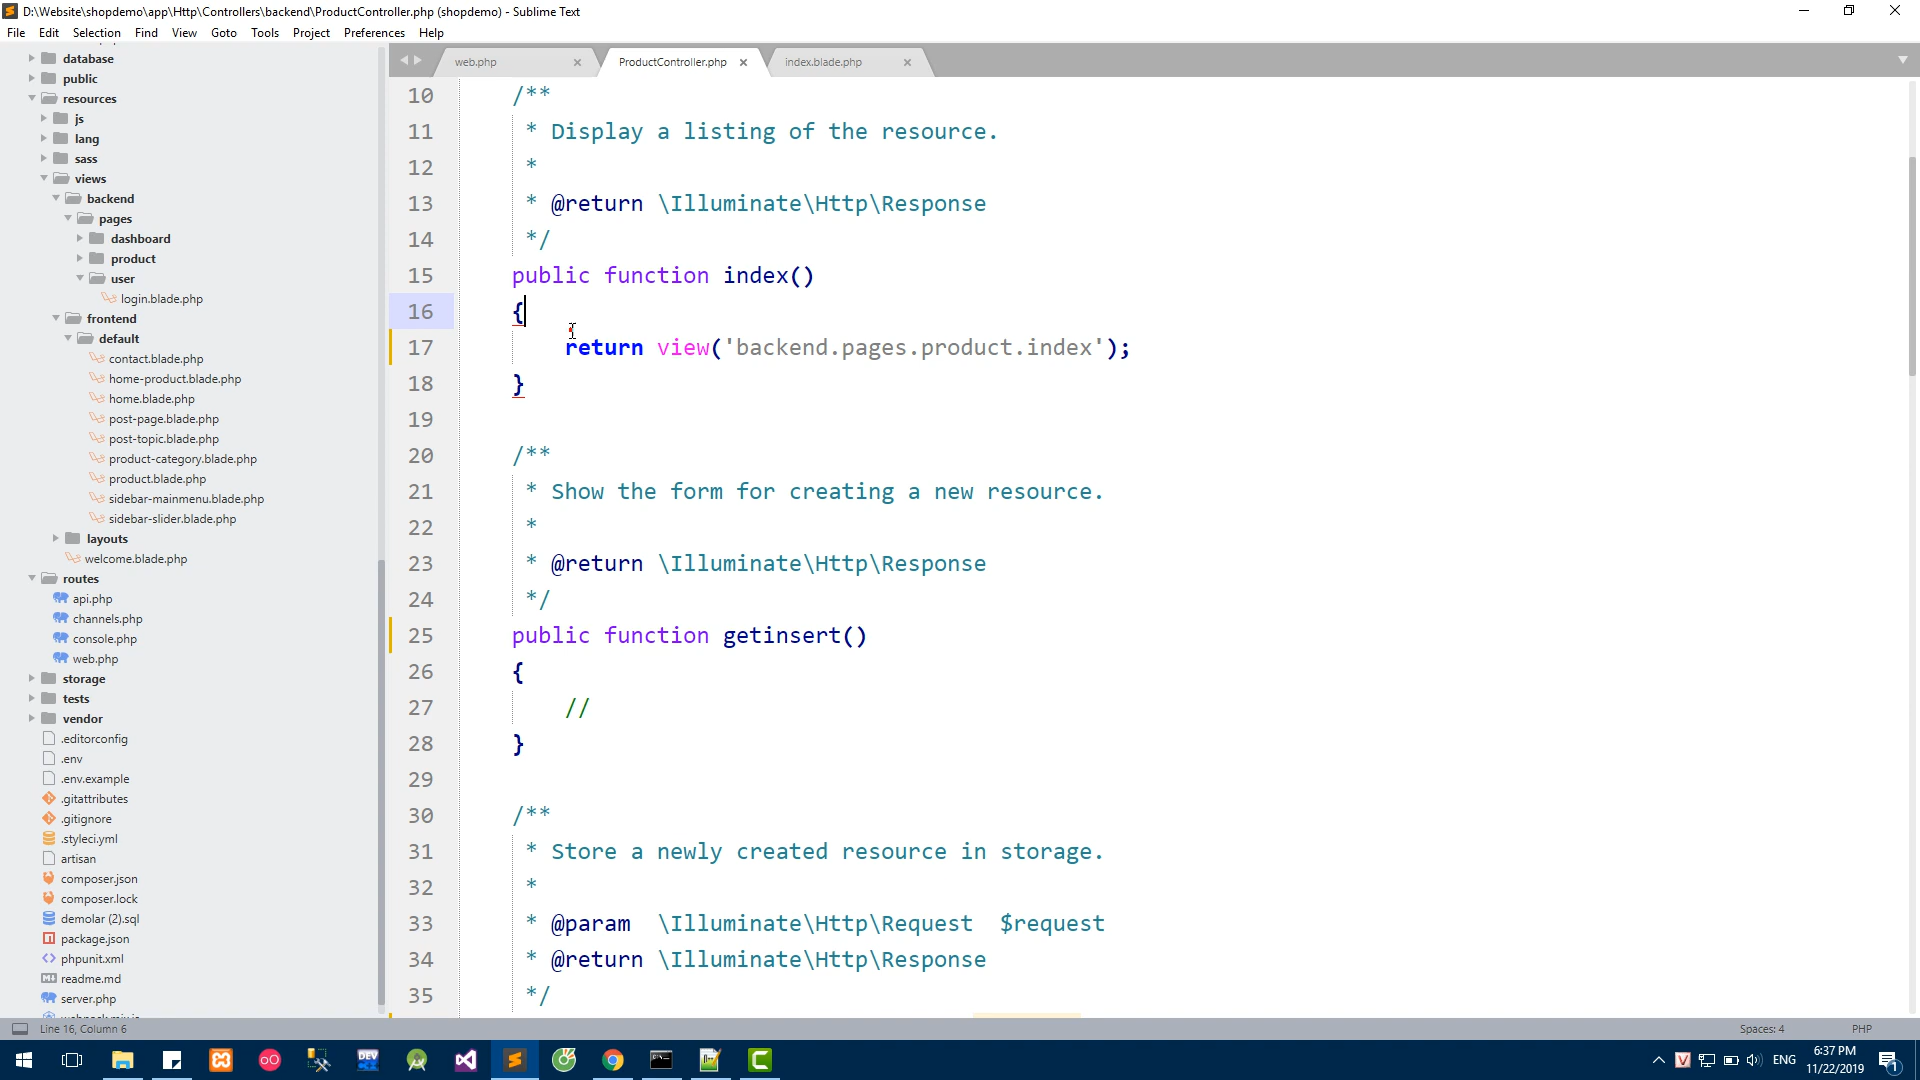 D:\Website\shopdemo\app\Http\Controllers\backend\ProductController.php (shopdemo) - Sublime Text
File Edit Selection Find View Goto Tools Project Preferences Help
database
public
resources
js
lang
sass
views
backend
pages
dashboard
product
user
login.blade.php
frontend
default
contact.blade.php
home-product.blade.php
home.blade.php
post-page.blade.php
post-topic.blade.php
product-category.blade.php
product.blade.php
sidebar-mainmenu.blade.php
sidebar-slider.blade.php
layouts
welcome.blade.php
routes
api.php
channels.php
console.php
web.php
storage
tests
vendor
.editorconfig
.env
.env.example
.gitattributes
.gitignore
.styleci.yml
artisan
composer.json
composer.lock
demolar (2).sql
package.json
phpunit.xml
readme.md
server.php
web.php ProductController.php index.blade.php
10 /**
11 * Display a listing of the resource.
12 *
13 * @return \Illuminate\Http\Response
14 */
15 public function index()
16 {
17 return view('backend.pages.product.index');
18 }
19
20 /**
21 * Show the form for creating a new resource.
22 *
23 * @return \Illuminate\Http\Response
24 */
25 public function getinsert()
26 {
27 //
28 }
29
30 /**
31 * Store a newly created resource in storage.
32 *
33 * @param \Illuminate\Http\Request $request
34 * @return \Illuminate\Http\Response
35 */
Line 16, Column 6 Spaces: 4 PHP
DEV
V ENG 6:37 PM
11/22/2019
1